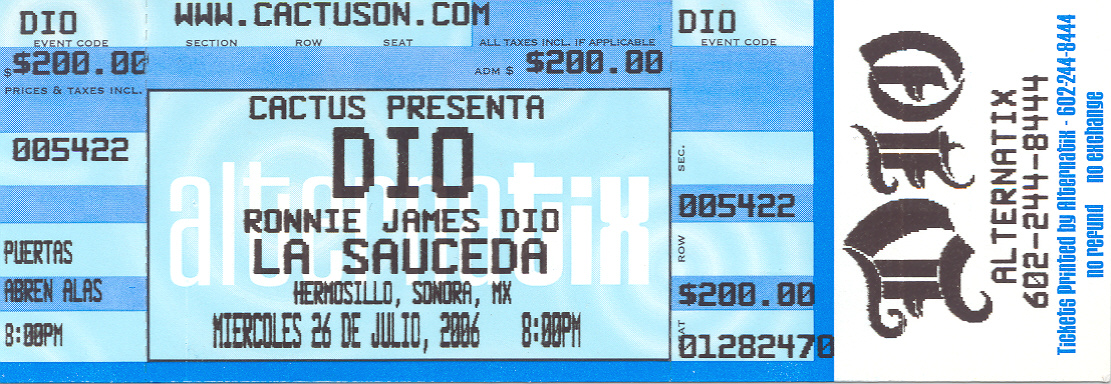 DIO
EVENT CODE
$$200.00
PRICES & TAXES INCL.
005422
PUERTAS
ABREN ALAS
8:00PM
WWW.CACTUSON.COM
SECTION ROW SEAT ALL TAXES INCL. IF APPLICABLE
ADM $ $200.00
CACTUS PRESENTA
DIO
RONNIE JAMES DIO
LA SAUCEDA
HERMOSILLO, SONORA, MX
MIERCOLES 26 DE JULIO, 2006 8:00PM
alternatix
DIO
EVENT CODE
SEC.
005422
ROW
$200.00
SEAT
01282470
DIO
ALTERNATIX
602-244-8444
Tickets Printed by Alternatix - 602-244-8444
no refund no exchange